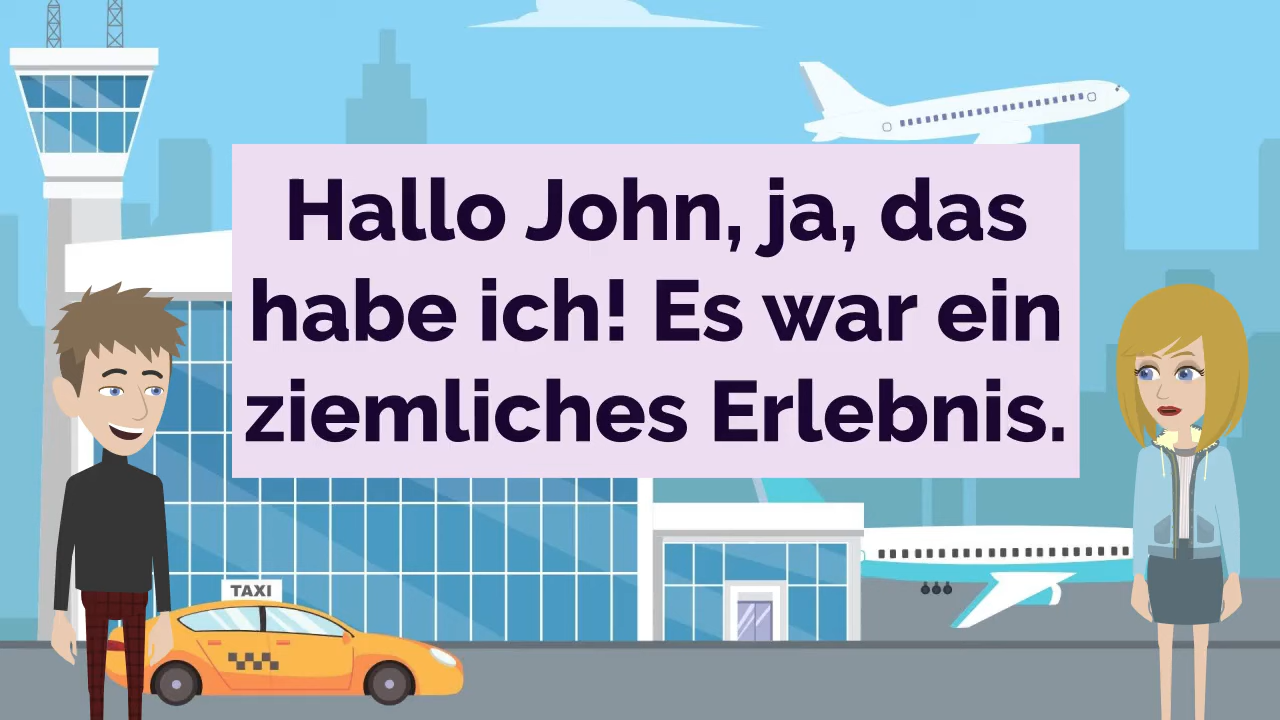 Hallo John, ja, das
habe ich! Es war ein
ziemliches Erlebnis.
TAXI